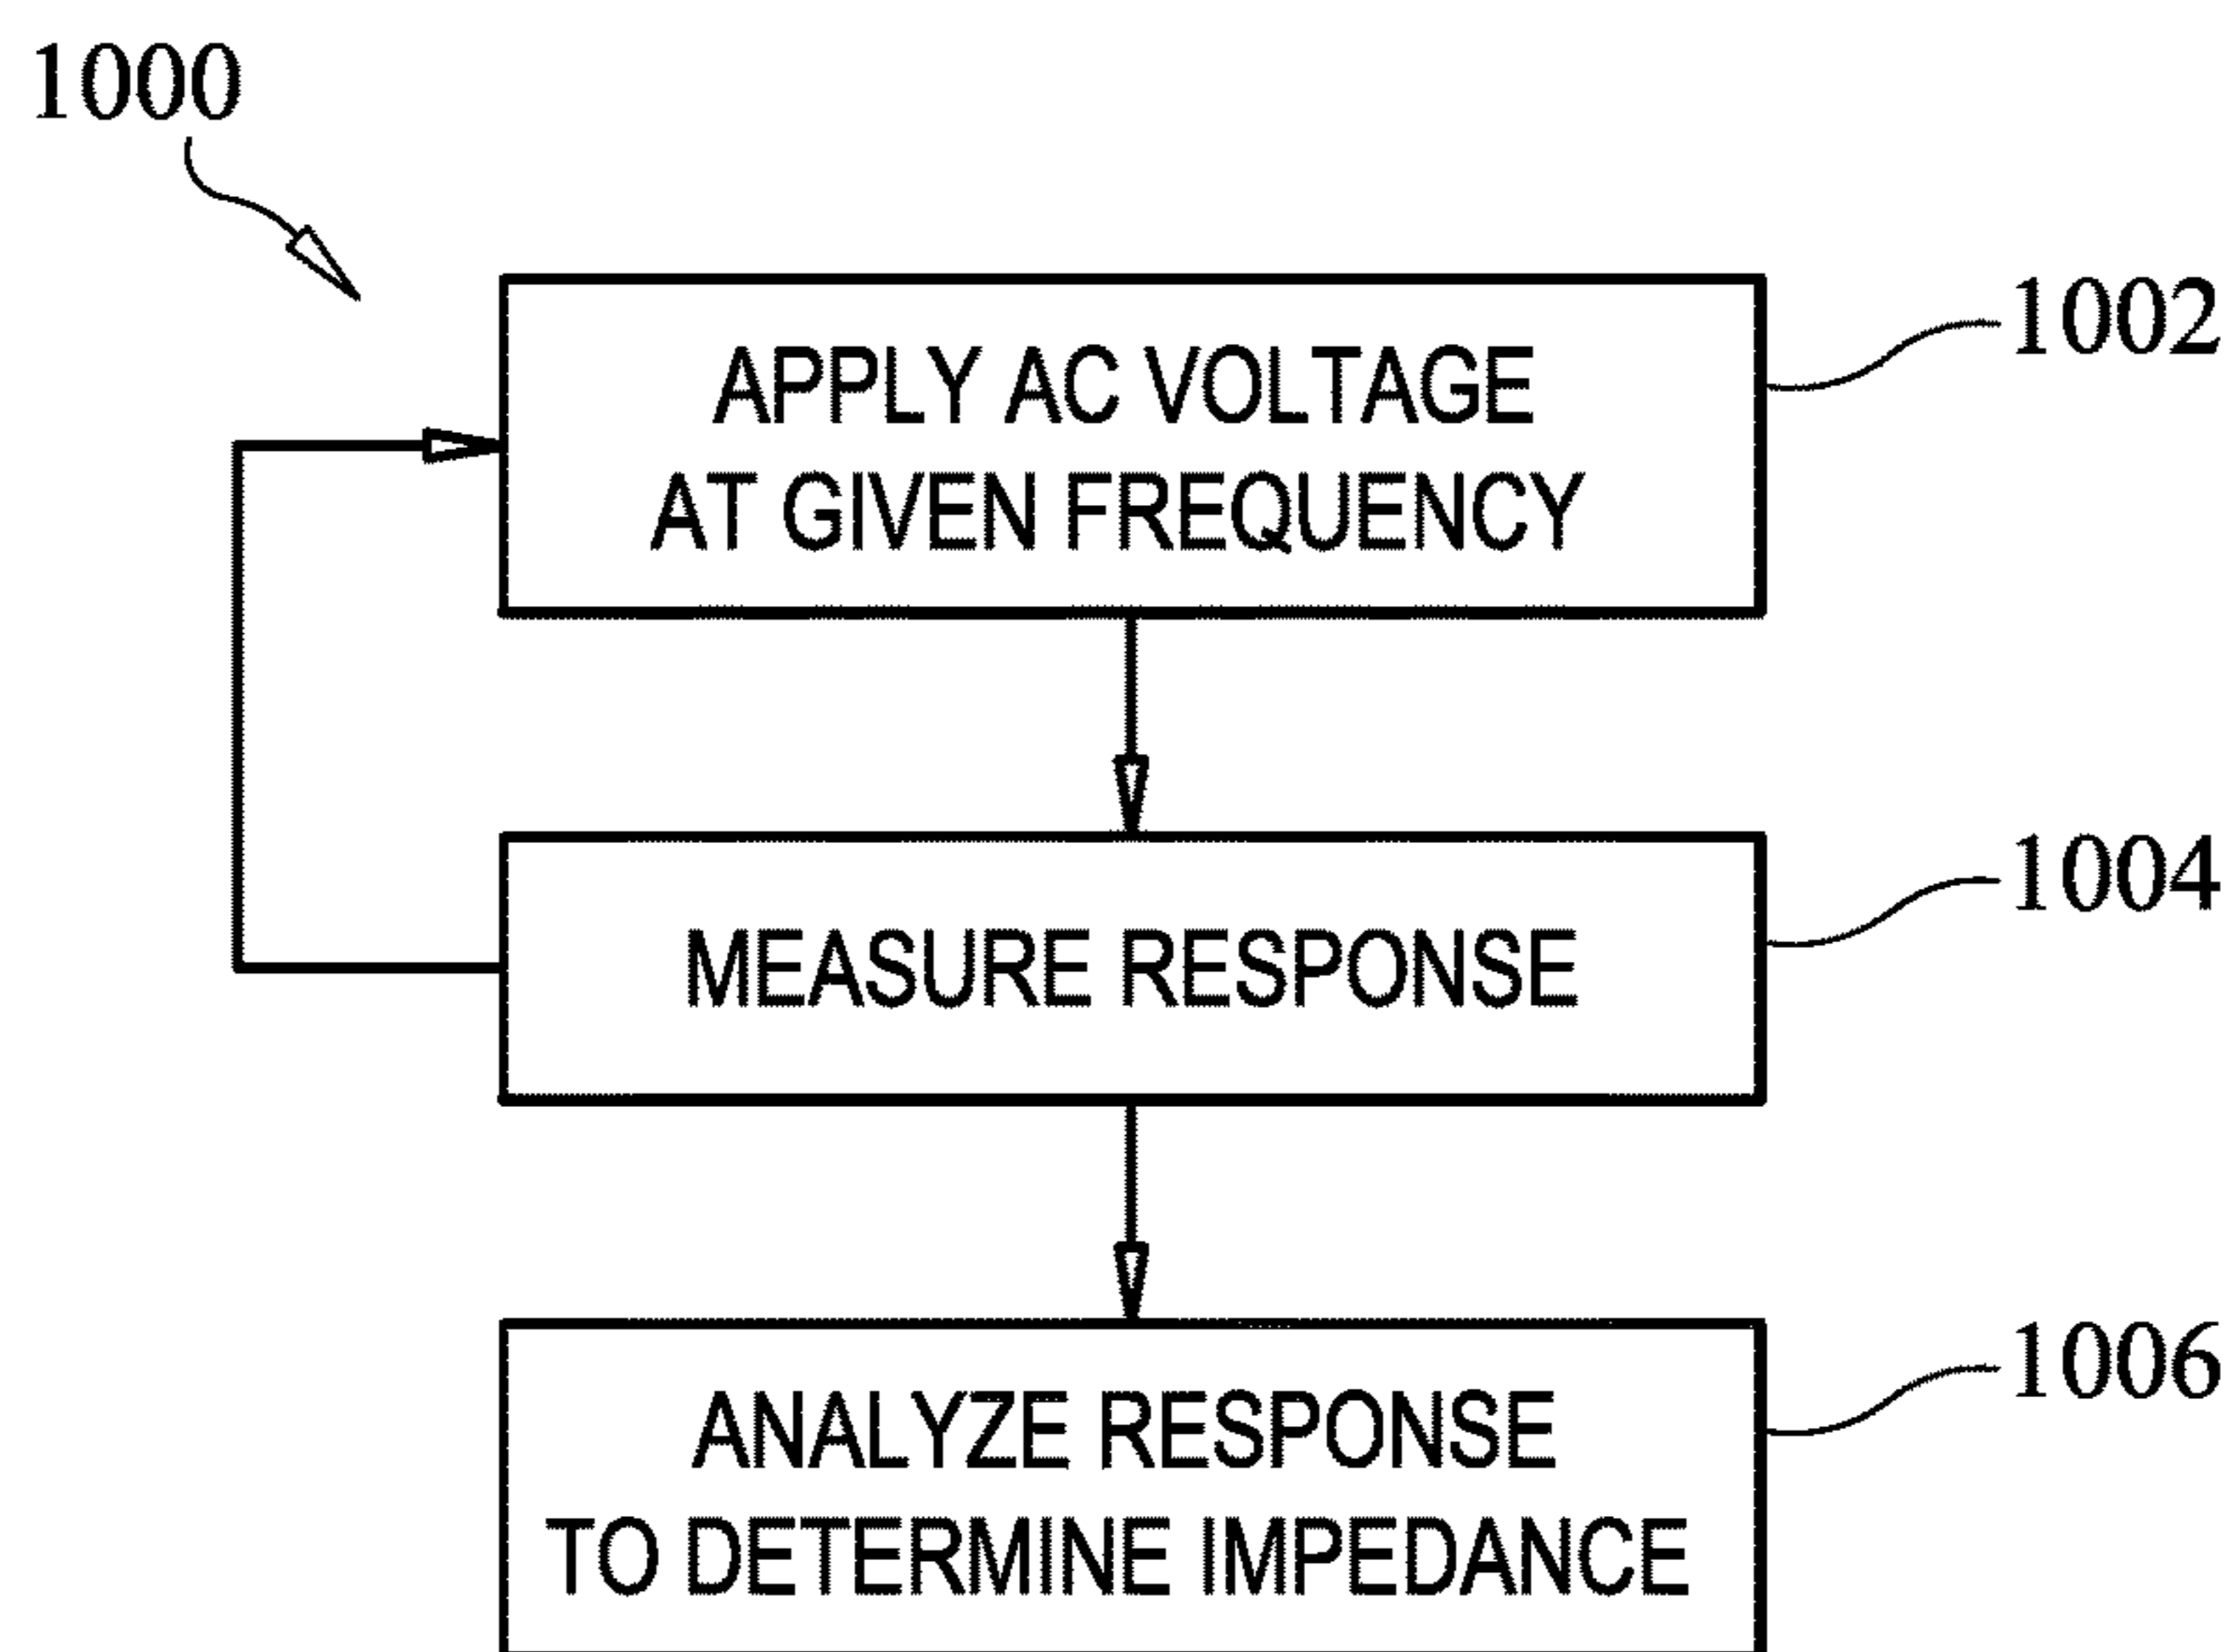 1000
APPLY AC VOLTAGE
AT GIVEN FREQUENCY
1002
MEASURE RESPONSE
1004
ANALYZE RESPONSE
TO DETERMINE IMPEDANCE
1006